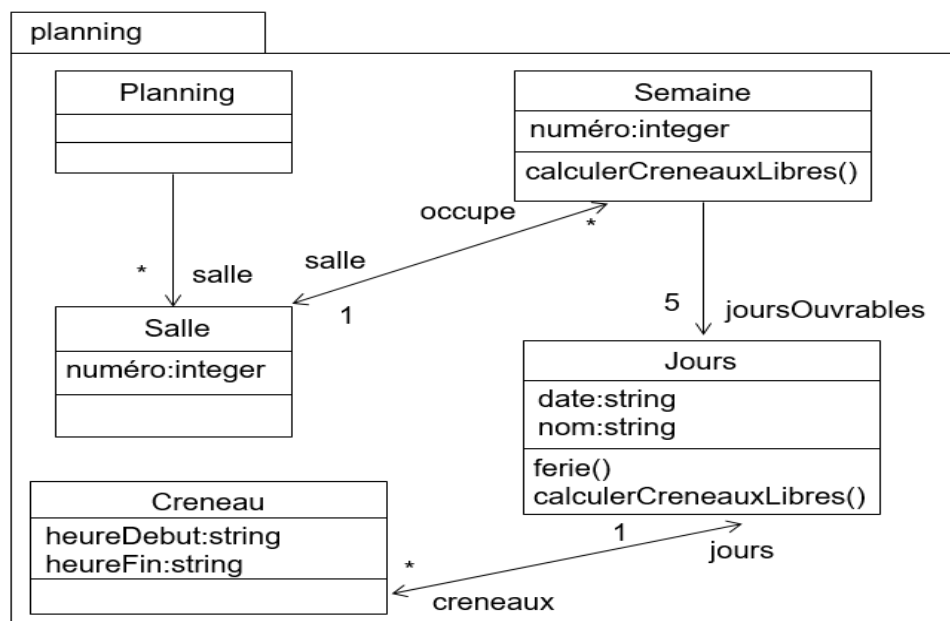 planning
Planning
Semaine
numéro:integer
calculerCreneauxLibres()
occupe
*
salle
1
*
salle
5
joursOuvrables
Salle
numéro:integer
Jours
date:string
nom:string
ferie()
calculerCreneauxLibres()
Creneau
heureDebut:string
heureFin:string
1
jours
*
creneaux